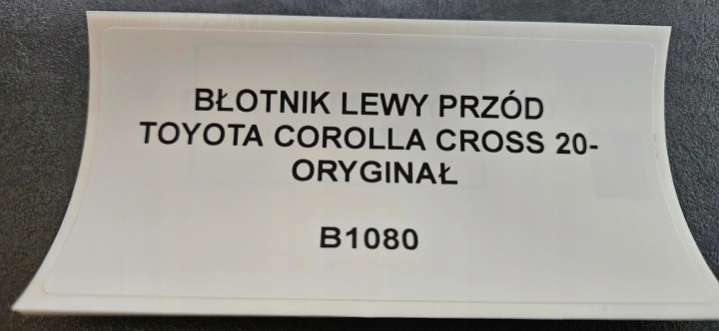 BŁOTNIK LEWY PRZÓD
TOYOTA COROLLA CROSS 20-
ORYGINAŁ
B1080